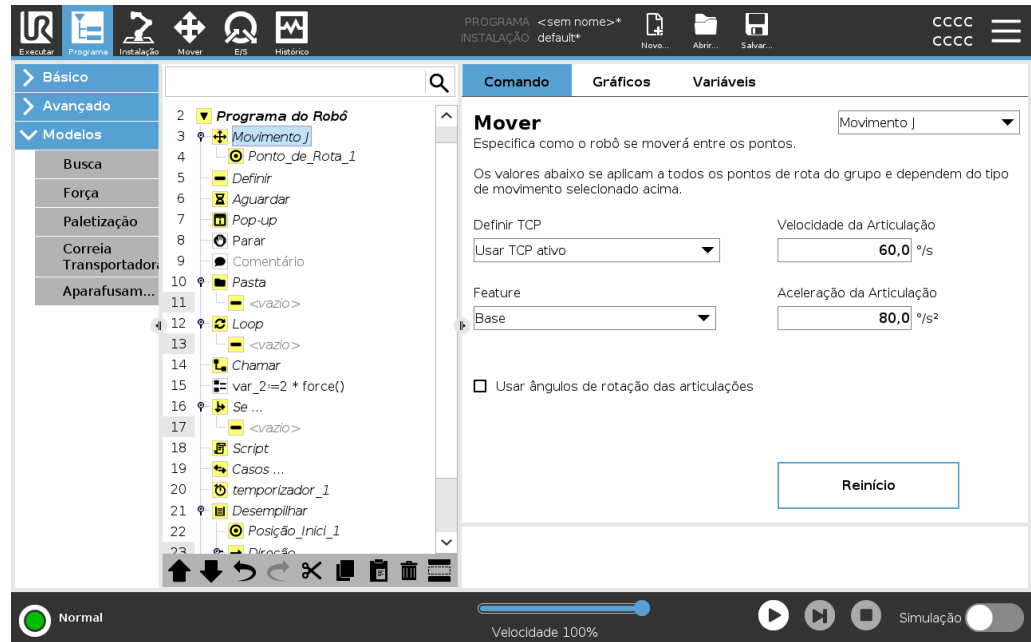 UR
PROGRAMA <sem nome>*
INSTALAÇÃO default*
CCCC
CCCC
Executar Programa Instalação Mover E/S Histórico Novo... Abrir... Salvar...
Básico
Avançado
Modelos
Busca
Força
Paletização
Correia
Transportador
Aparafusam...
2 Programa do Robô
3 Movimento J
4 Ponto_de_Rota_1
5 Definir
6 Aguardar
7 Pop-up
8 Parar
9 Comentário
10 Pasta
11 <vazio>
12 Loop
13 <vazio>
14 Chamar
15 var_2:=2 * force()
16 Se ...
17 <vazio>
18 Script
19 Casos ...
20 temporizador_1
21 Desempilhar
22 Posição_Inici_1
23 Direção
Comando Gráficos Variáveis
Mover
Movimento J
Especifica como o robô se moverá entre os pontos.
Os valores abaixo se aplicam a todos os pontos de rota do grupo e dependem do tipo
de movimento selecionado acima.
Definir TCP Velocidade da Articulação
Usar TCP ativo 60,0 °/s
Feature Aceleração da Articulação
Base 80,0 °/s²
Usar ângulos de rotação das articulações
Reinício
Normal
Velocidade 100%
Simulação